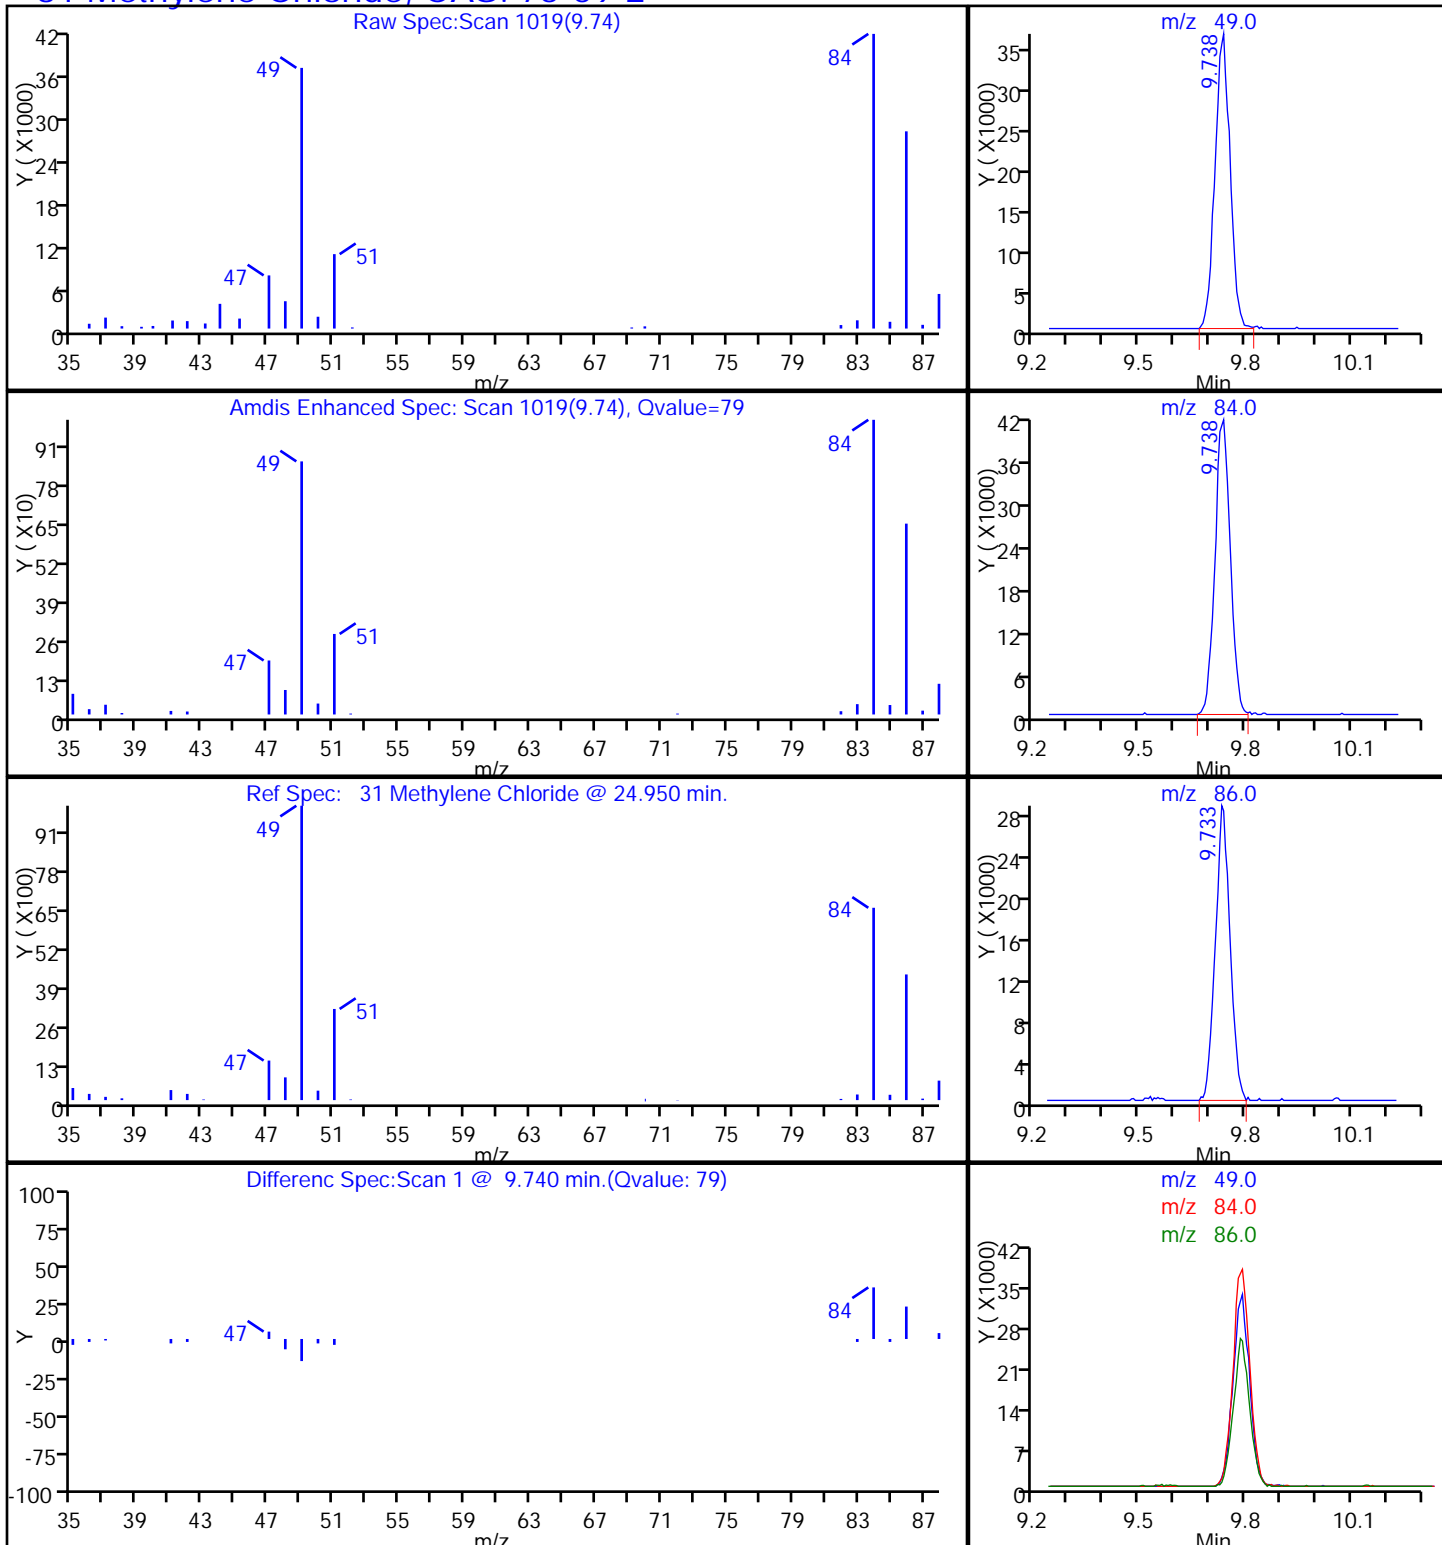 Raw Spec:Scan 1019(9.74)
Y ( X1000)
42
36
30
24
18
12
6
0
49
84
47
51
35 39 43 47 51 55 59 63 67 71 75 79 83 87
m/z
m/z 49.0
Y ( X1000)
35
30
25
20
15
10
5
0
9.738
9.2 9.5 9.8 10.1
Min
Amdis Enhanced Spec: Scan 1019(9.74), Qvalue=79
Y ( X10)
91
78
65
52
39
26
13
0
49
84
47
51
35 39 43 47 51 55 59 63 67 71 75 79 83 87
m/z
m/z 84.0
Y ( X1000)
42
36
30
24
18
12
6
0
9.738
9.2 9.5 9.8 10.1
Min
Ref Spec: 31 Methylene Chloride @ 24.950 min.
Y ( X100)
91
78
65
52
39
26
13
0
49
84
47
51
35 39 43 47 51 55 59 63 67 71 75 79 83 87
m/z
m/z 86.0
Y ( X1000)
28
24
20
16
12
8
4
0
9.733
9.2 9.5 9.8 10.1
Min
Differenc Spec:Scan 1 @ 9.740 min.(Qvalue: 79)
Y
100
75
50
25
0
-25
-50
-75
-100
47
84
35 39 43 47 51 55 59 63 67 71 75 79 83 87
m/z 49.0
m/z 84.0
m/z 86.0
Y ( X1000)
42
35
28
21
14
7
0
9.2 9.5 9.8 10.1